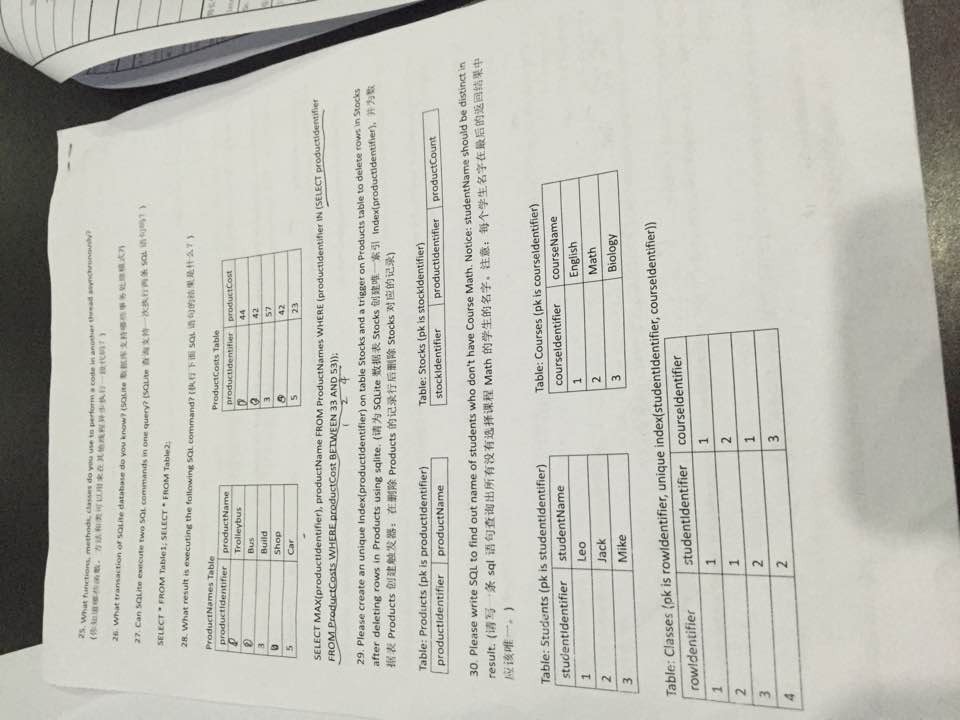 25. What functions, methods, classes do you use to perform a code in another thread asynchronously?
(你知道哪些函数、方法和类可以用来在其他线程异步执行一段代码？)
26. What transaction of SQLite database do you know? (SQLite 数据库支持哪些事务处理模式?)
27. Can SQLite execute two SQL commands in one query? (SQLite 查询支持一次执行两条 SQL 语句吗？)
SELECT * FROM Table1; SELECT * FROM Table2;
28. What result is executing the following SQL command? (执行下面 SQL 语句的结果是什么？)
ProductNames Table
productIdentifier productName
Trolleybus
Bus
3 Build
Shop
5 Car
ProductCosts Table
productIdentifier productCost
44
42
3 57
42
5 23
SELECT MAX(productIdentifier), productName FROM ProductNames WHERE (productIdentifier IN (SELECT productIdentifier
FROM ProductCosts WHERE productCost BETWEEN 33 AND 53));
29. Please create an unique Index(productIdentifier) on table Stocks and a trigger on Products table to delete rows in Stocks
after deleting rows in Products using sqlite. (请为 SQLite 数据表 Stocks 创建唯一索引 Index(productIdentifier)，并为数
据表 Products 创建触发器：在删除 Products 的记录行后删除 Stocks 对应的记录)
Table: Products (pk is productIdentifier)
productIdentifier productName
Table: Stocks (pk is stockIdentifier)
stockIdentifier productIdentifier productCount
30. Please write SQL to find out name of students who don't have Course Math. Notice: studentName should be distinct in
result. (请写一条 sql 语句查询出所有没有选择课程 Math 的学生的名字。注意：每个学生名字在最后的返回结果中
应该唯一。)
Table: Students (pk is studentIdentifier)
studentIdentifier studentName
1 Leo
2 Jack
3 Mike
Table: Courses (pk is courseIdentifier)
courseIdentifier courseName
1 English
2 Math
3 Biology
Table: Classes (pk is rowIdentifier, unique index(studentIdentifier, courseIdentifier))
rowIdentifier studentIdentifier courseIdentifier
1 1 1
2 1 2
3 2 1
4 2 3